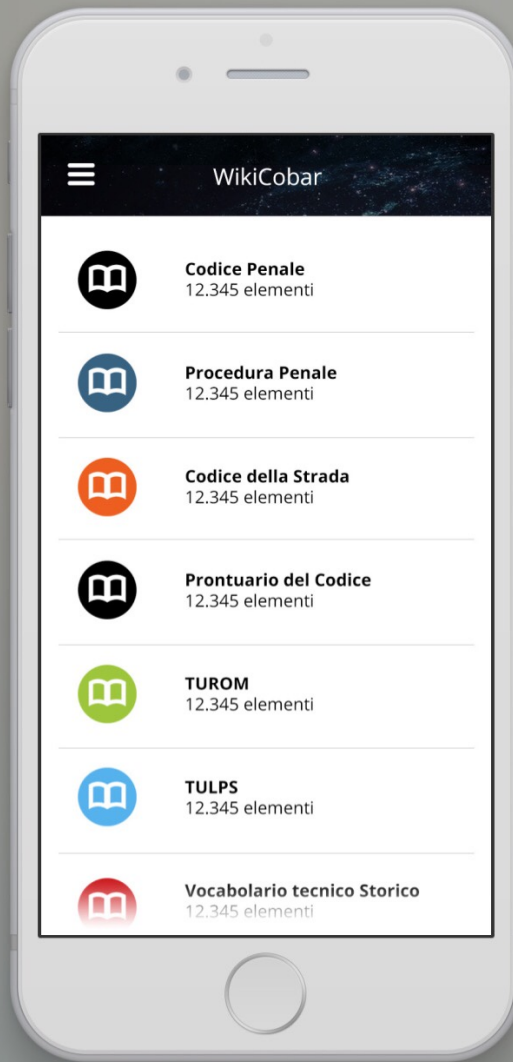 WikiCobar
Codice Penale
12.345 elementi
Procedura Penale
12.345 elementi
Codice della Strada
12.345 elementi
Prontuario del Codice
12.345 elementi
TUROM
12.345 elementi
TULPS
12.345 elementi
Vocabolario tecnico Storico
12.345 elementi